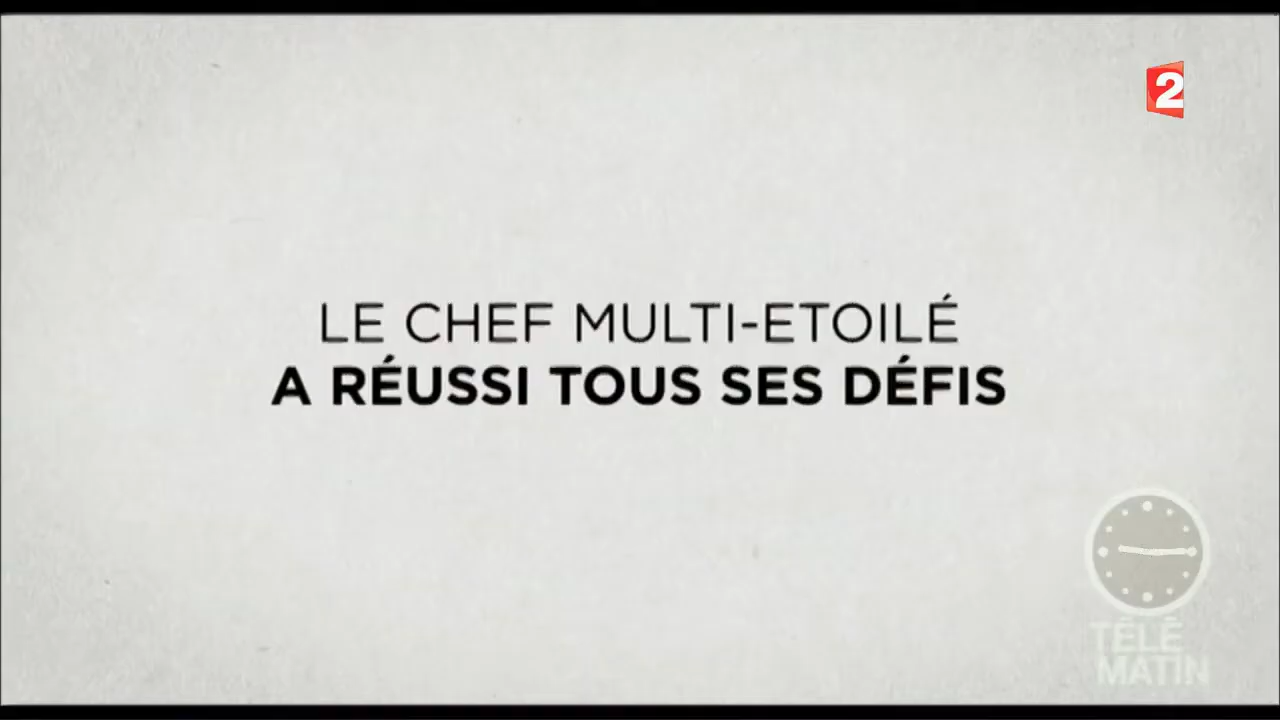 2
LE CHEF MULTI-ETOILÉ
A RÉUSSI TOUS SES DÉFIS
TÉLÉ
MATIN